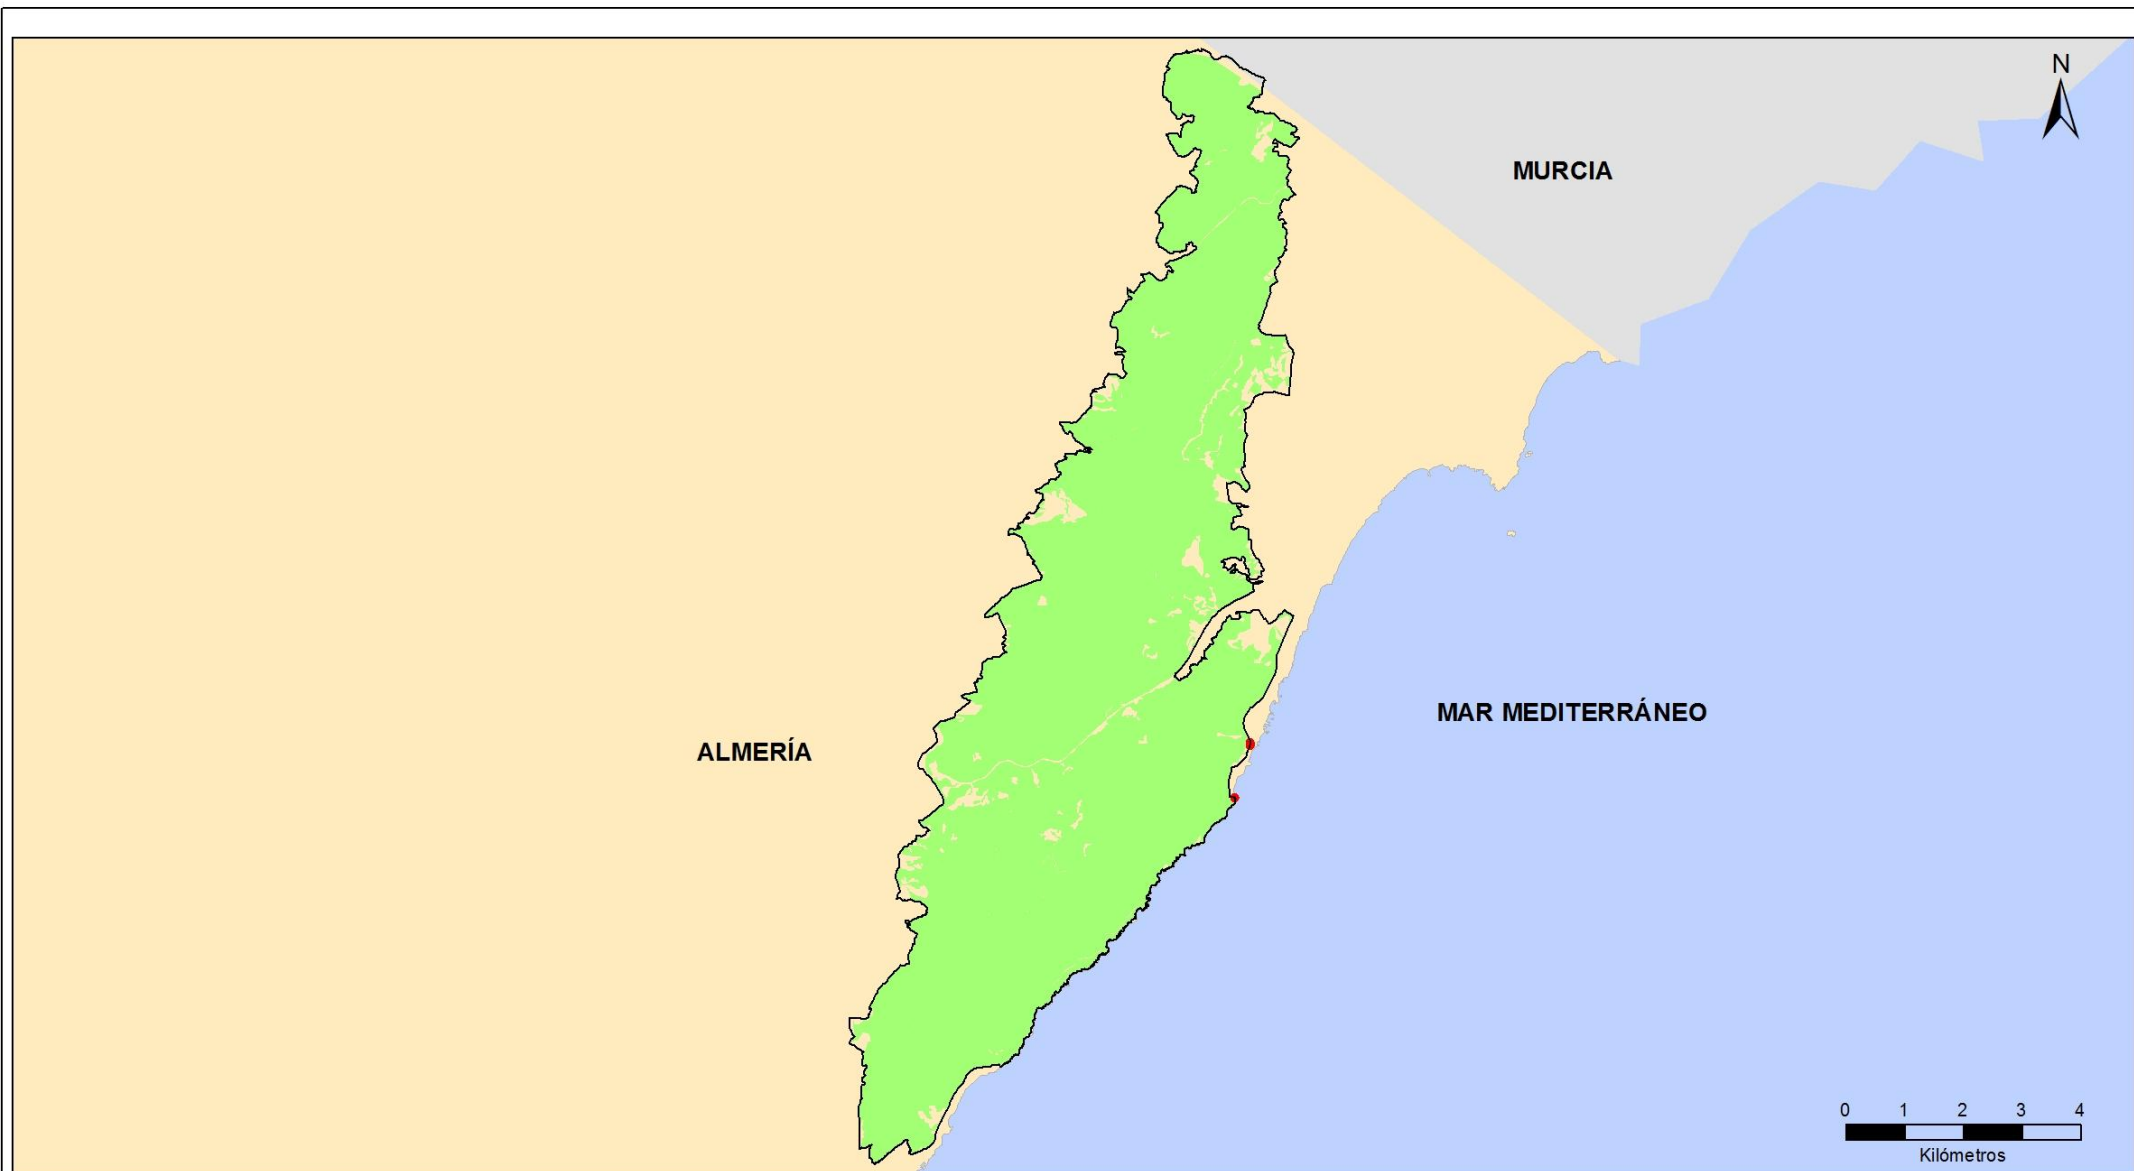 N
MURCIA
MAR MEDITERRÁNEO
ALMERÍA
0 1 2 3 4
Kilómetros